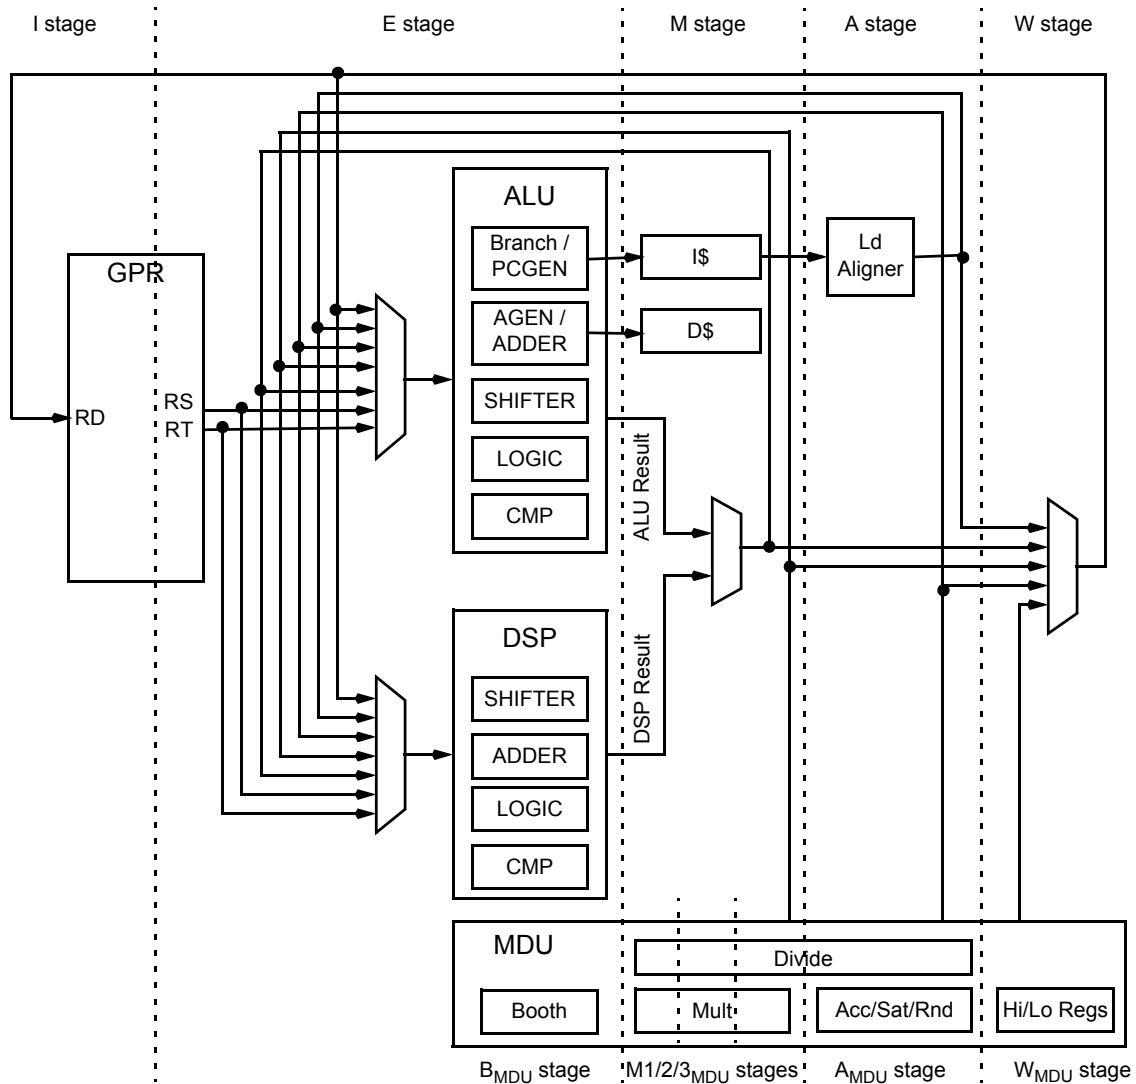 I stage
E stage
M stage
A stage
W stage
ALU
Branch /
PCGEN
I$
Ld
Aligner
GPR
AGEN /
ADDER
D$
SHIFTER
RS
RD
RT
LOGIC
ALU Result
CMP
DSP
SHIFTER
DSP Result
ADDER
LOGIC
CMP
MDU
Divide
Booth
Mult
Acc/Sat/Rnd
Hi/Lo Regs
BMDU stage
M1/2/3MDU stages
AMDU stage
WMDU stage